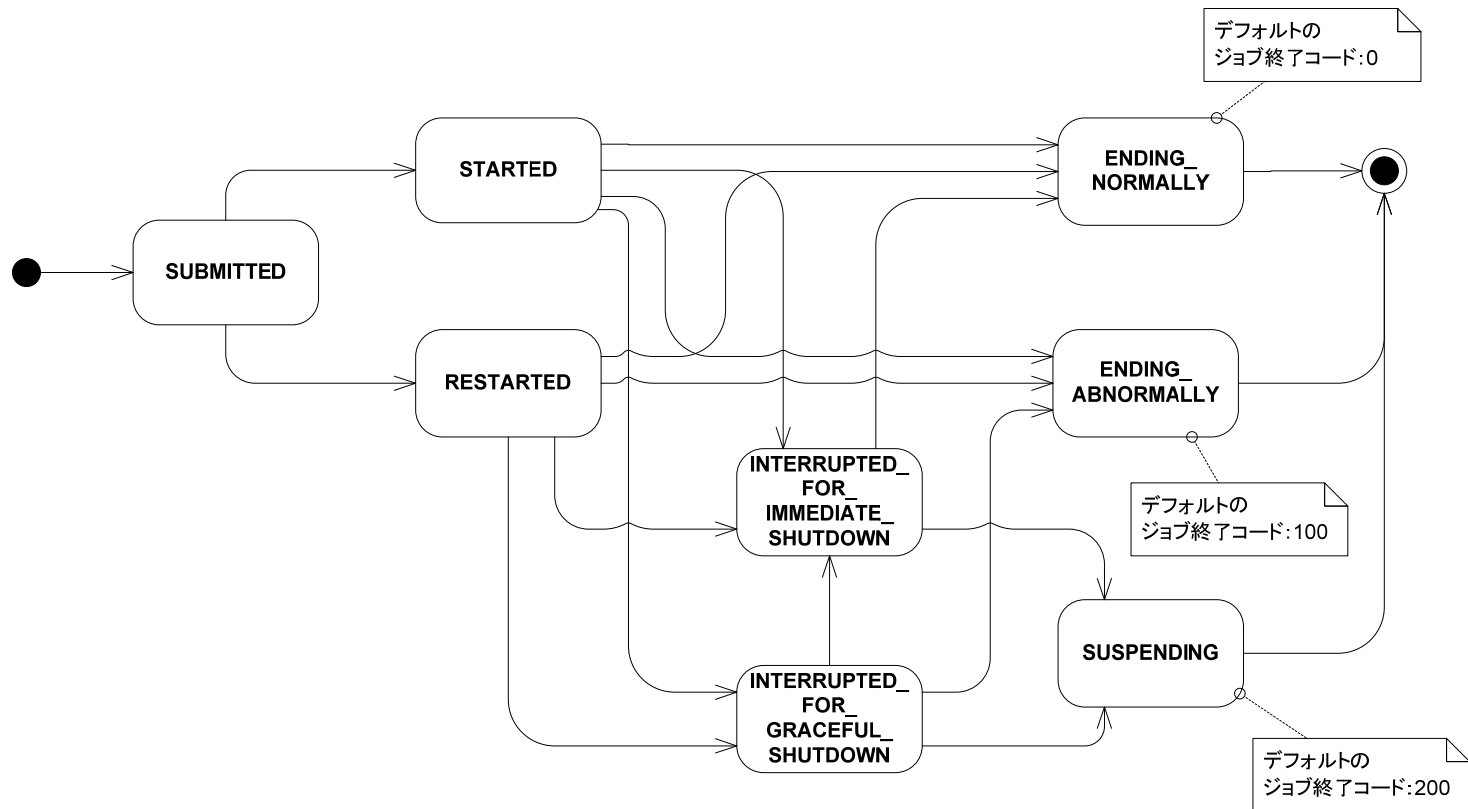 デフォルトの
ジョブ終了コード:0
STARTED
ENDING_
NORMALLY
SUBMITTED
RESTARTED
ENDING_
ABNORMALLY
INTERRUPTED_
FOR_
IMMEDIATE_
SHUTDOWN
デフォルトの
ジョブ終了コード:100
SUSPENDING
INTERRUPTED_
FOR_
GRACEFUL_
SHUTDOWN
デフォルトの
ジョブ終了コード:200